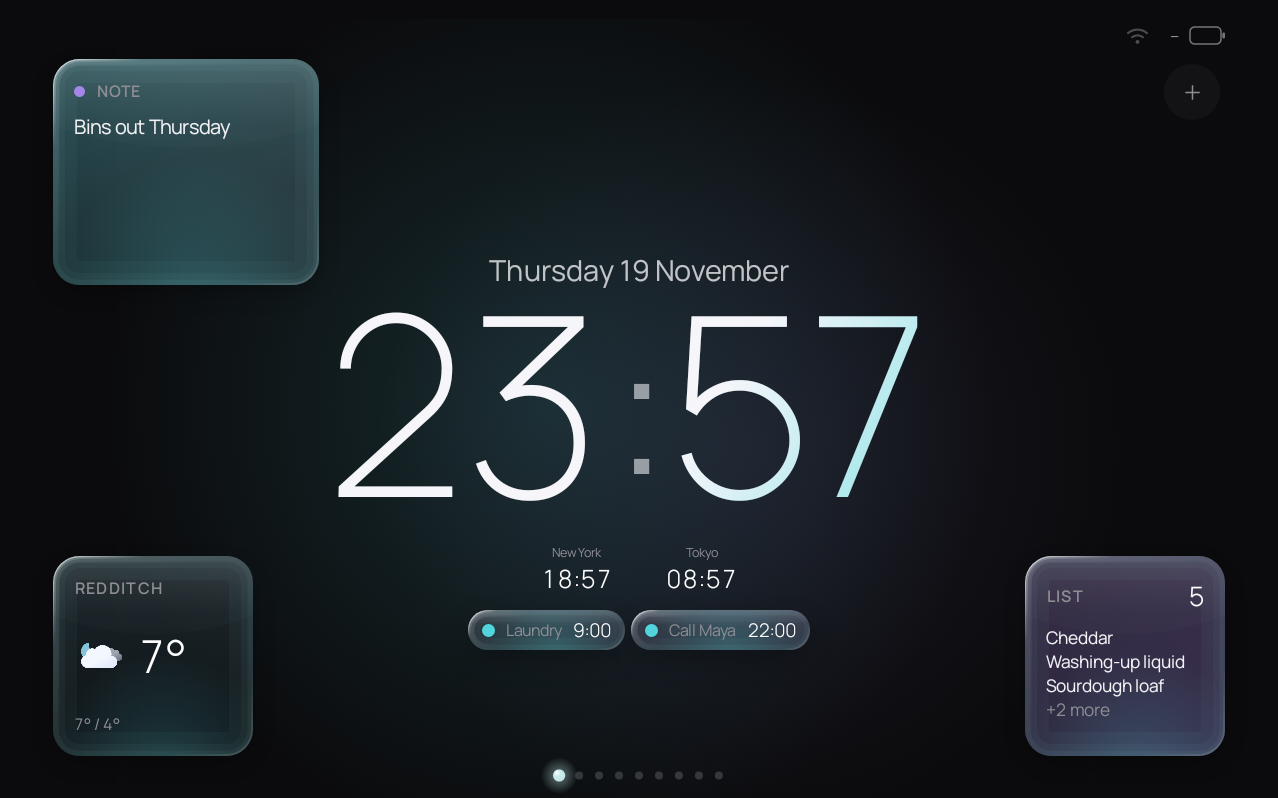 –
NOTE
+
Bins out Thursday
Thursday 19 November
23:57
New York
Tokyo
18:57
08:57
Laundry 9:00
Call Maya 22:00
REDDITCH
7°
7° / 4°
LIST 5
Cheddar
Washing-up liquid
Sourdough loaf
+2 more